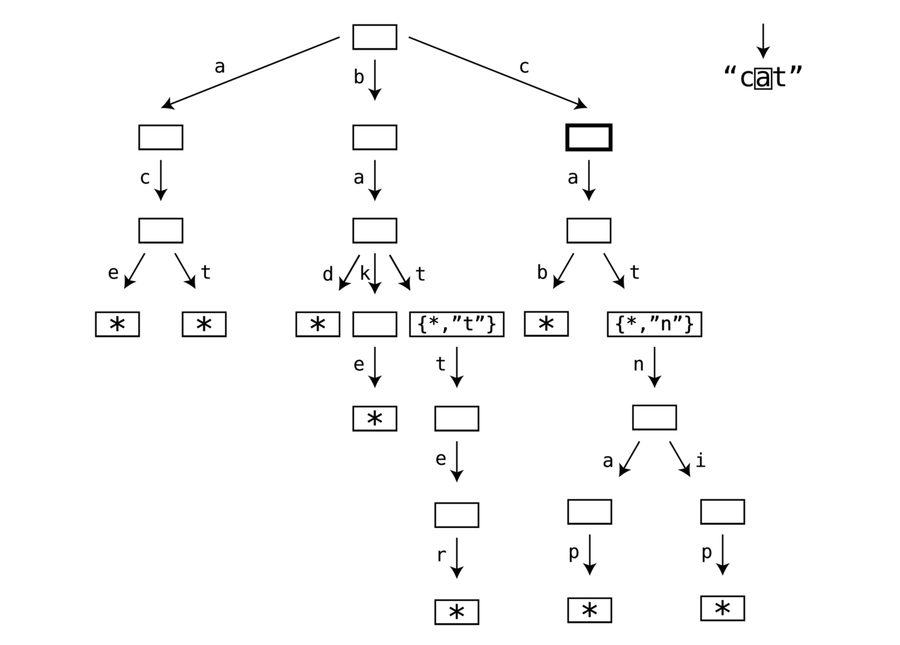 a b c
“cat”
c a a
e t d k t b t
* * * {*,”t”} * {*,”n”}
e t n
*
e a i
r p p
* * *